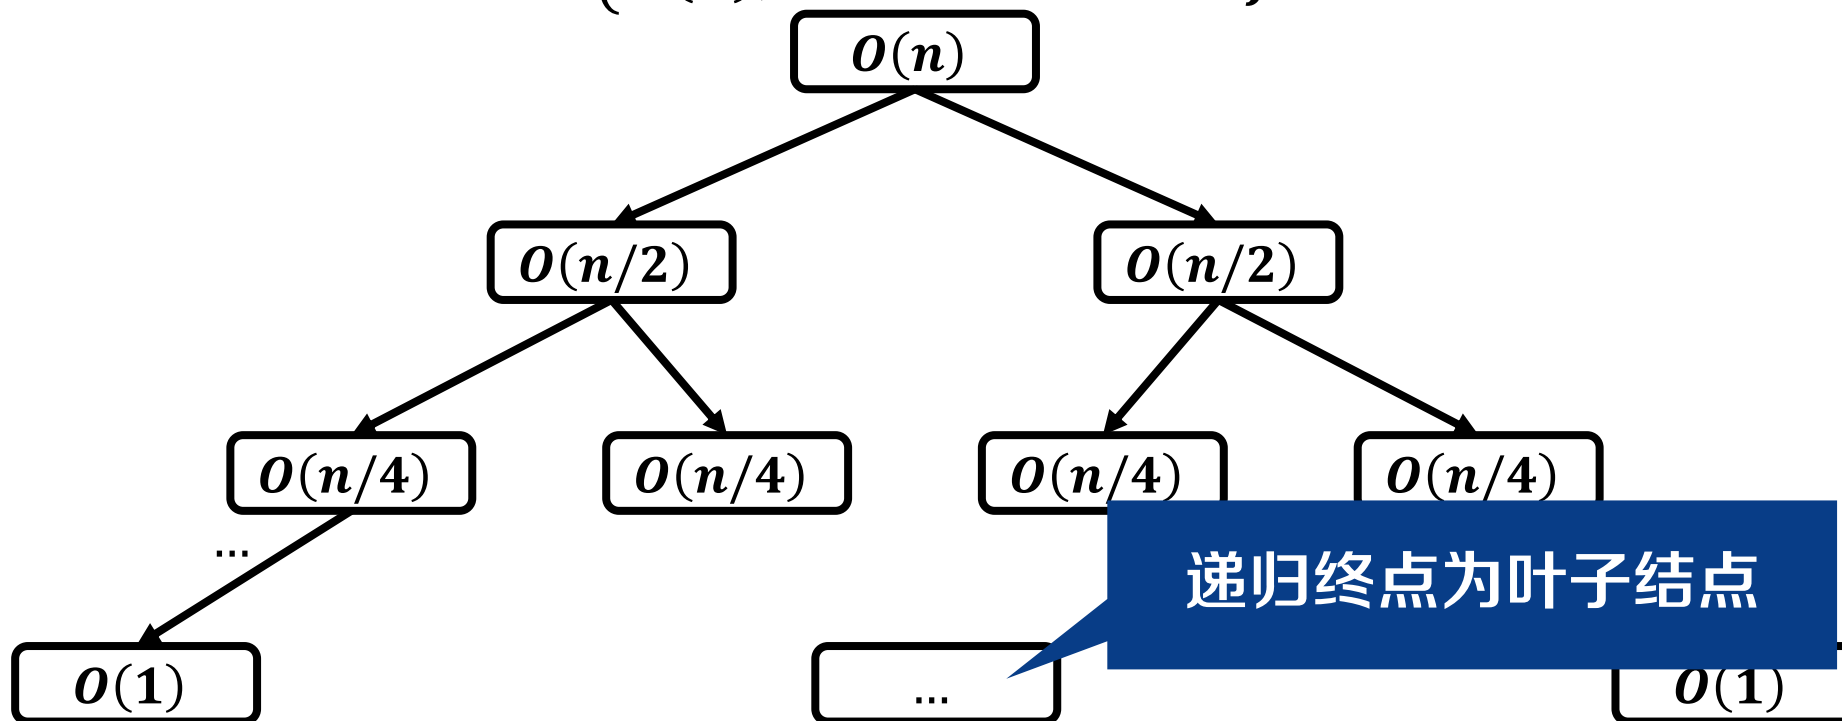 O(n)
O(n/2) O(n/2)
O(n/4) O(n/4) O(n/4) O(n/4)
...
递归终点为叶子结点
O(1) ... O(1)